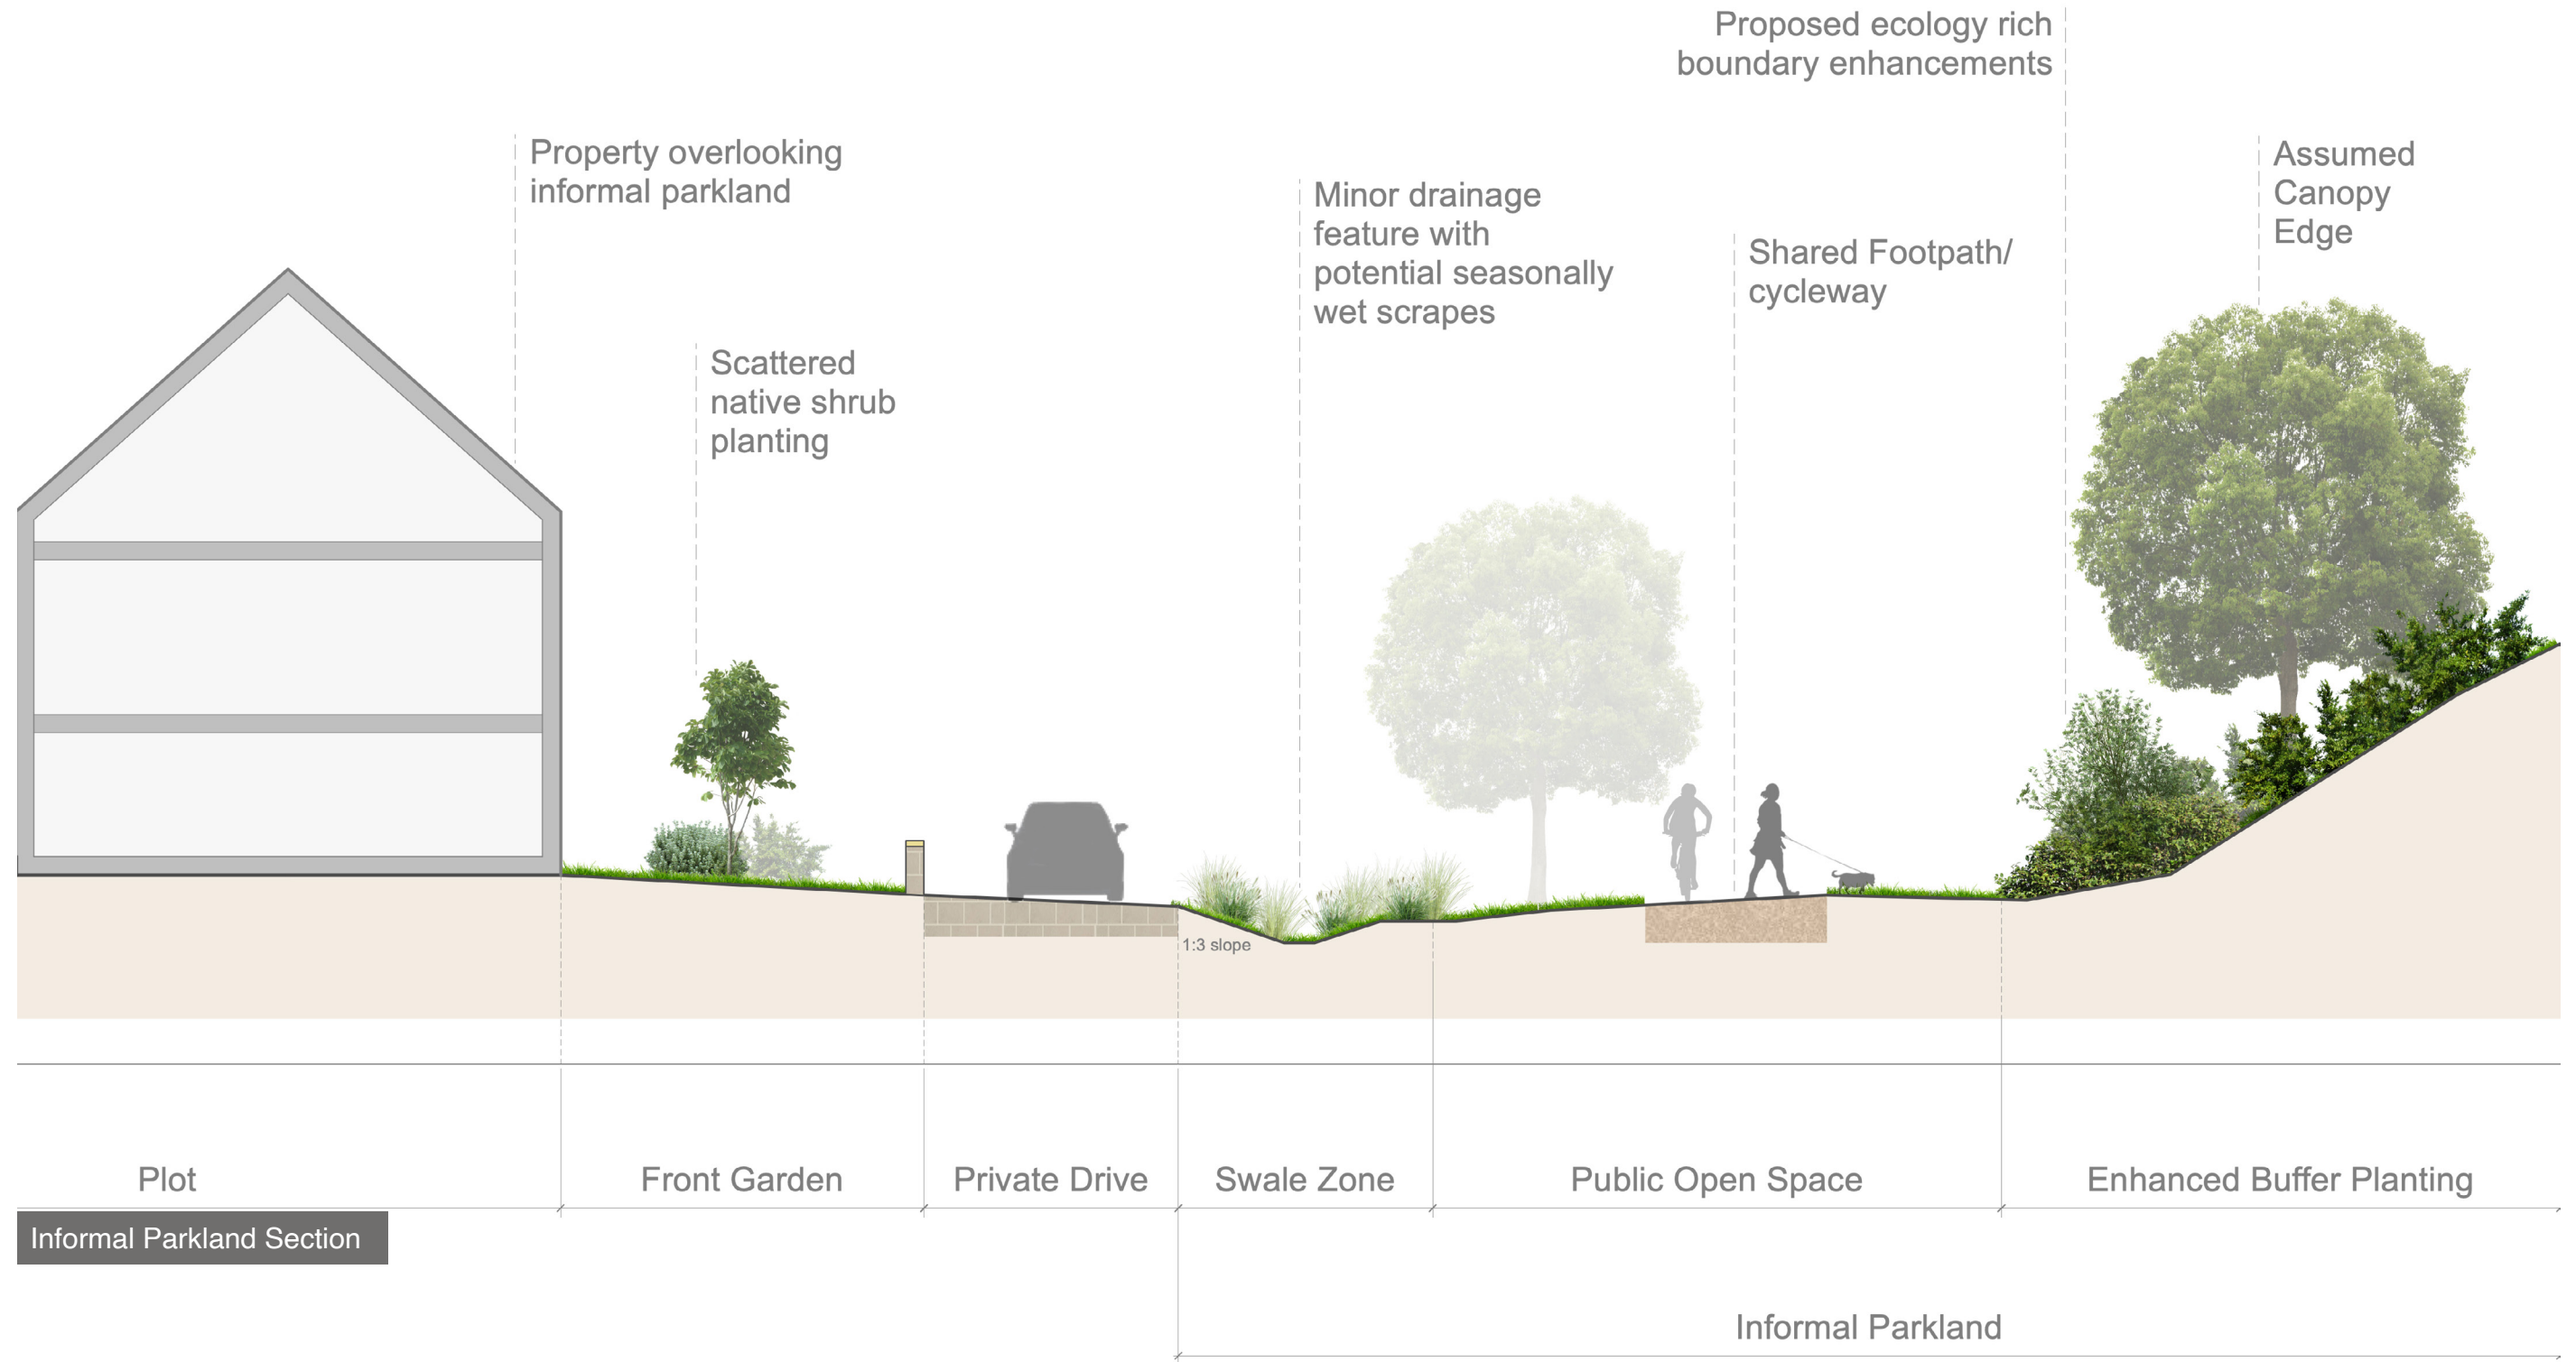 Proposed ecology rich
boundary enhancements
Property overlooking
informal parkland
Assumed
Canopy
Edge
Minor drainage
feature with
potential seasonally
wet scrapes
Shared Footpath/
cycleway
Scattered
native shrub
planting
1:3 slope
Plot
Front Garden
Private Drive
Swale Zone
Public Open Space
Enhanced Buffer Planting
Informal Parkland Section
Informal Parkland